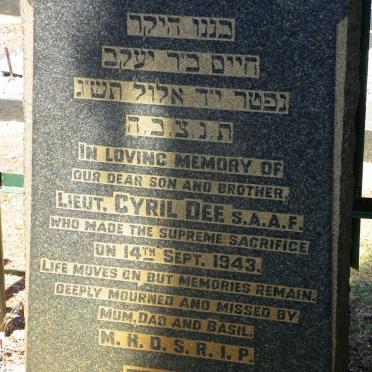 בננו היקר
חיים ב״ר יעקב
נפטר י״ד אלול תש״ג
ת.נ.צ.ב.ה
IN LOVING MEMORY OF
OUR DEAR SON AND BROTHER,
LIEUT. CYRIL DEE S.A.A.F.
WHO MADE THE SUPREME SACRIFICE
ON 14TH SEPT. 1943.
LIFE MOVES ON BUT MEMORIES REMAIN.
DEEPLY MOURNED AND MISSED BY
MUM, DAD AND BASIL.
M.H.D.S.R.I.P.